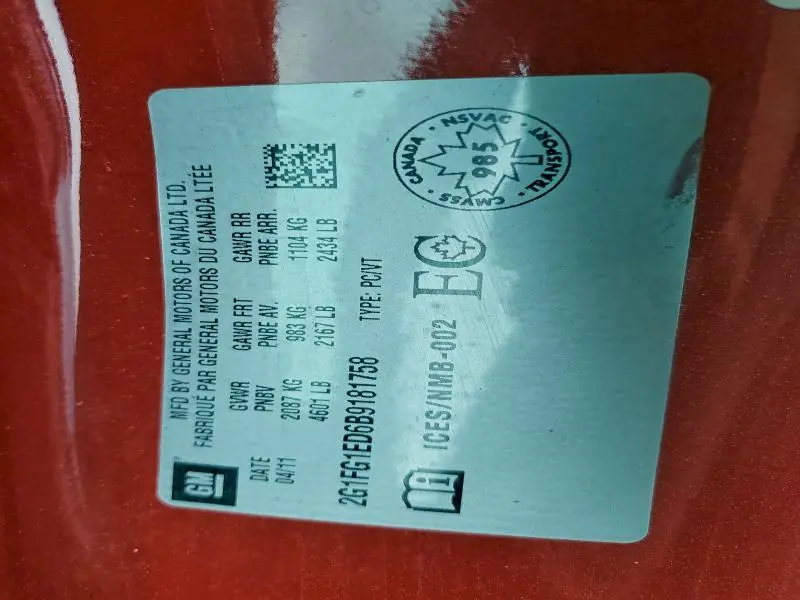 GM
MFD BY GENERAL MOTORS OF CANADA LTD.
FABRIQUÉ PAR GENERAL MOTORS DU CANADA LTÉE
DATE GVWR GAWR FRT GAWR RR
PNBV PNBE AV. PNBE ARR.
04/11 2087 KG 983 KG 1104 KG
4601 LB 2167 LB 2434 LB
2G1FG1ED6B9181758 TYPE: PC/VT
i ICES/NMB-002 EC
CANADA · NSVAC · TRANSPORT · CMVSS ·
985